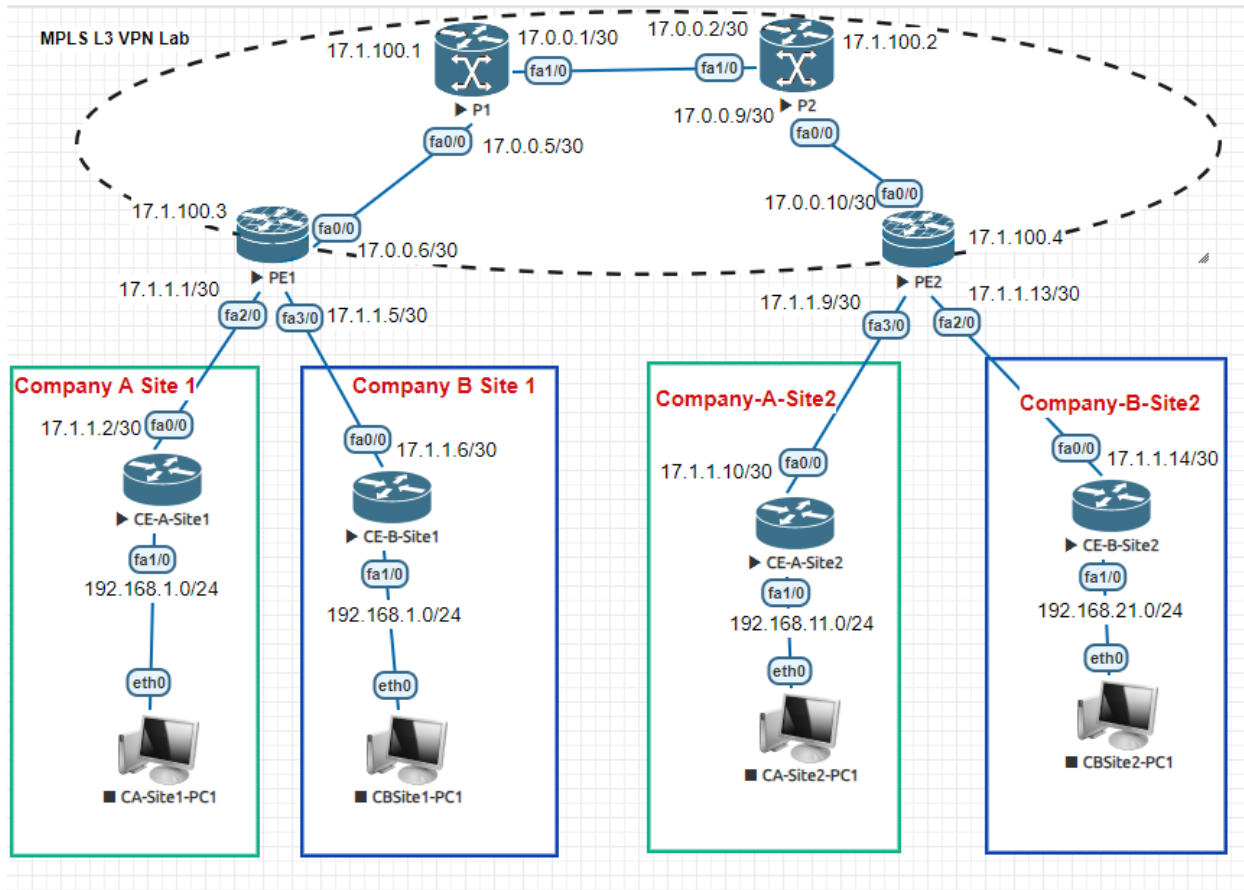 MPLS L3 VPN Lab
17.1.100.1
17.0.0.1/30
17.0.0.2/30
17.1.100.2
fa1/0
fa1/0
P1
P2
17.0.0.9/30
fa0/0
17.0.0.5/30
fa0/0
17.0.0.10/30
fa0/0
17.1.100.3
fa0/0
17.0.0.6/30
17.1.100.4
PE1
PE2
17.1.1.1/30
fa2/0
fa3/0
17.1.1.5/30
17.1.1.9/30
17.1.1.13/30
fa3/0
fa2/0
Company A Site 1
Company B Site 1
Company-A-Site2
Company-B-Site2
17.1.1.2/30
fa0/0
fa0/0
17.1.1.6/30
17.1.1.10/30
fa0/0
fa0/0
17.1.1.14/30
CE-A-Site1
CE-B-Site1
CE-A-Site2
CE-B-Site2
fa1/0
fa1/0
fa1/0
fa1/0
192.168.1.0/24
192.168.1.0/24
192.168.11.0/24
192.168.21.0/24
eth0
eth0
eth0
eth0
CA-Site1-PC1
CBSite1-PC1
CA-Site2-PC1
CBSite2-PC1